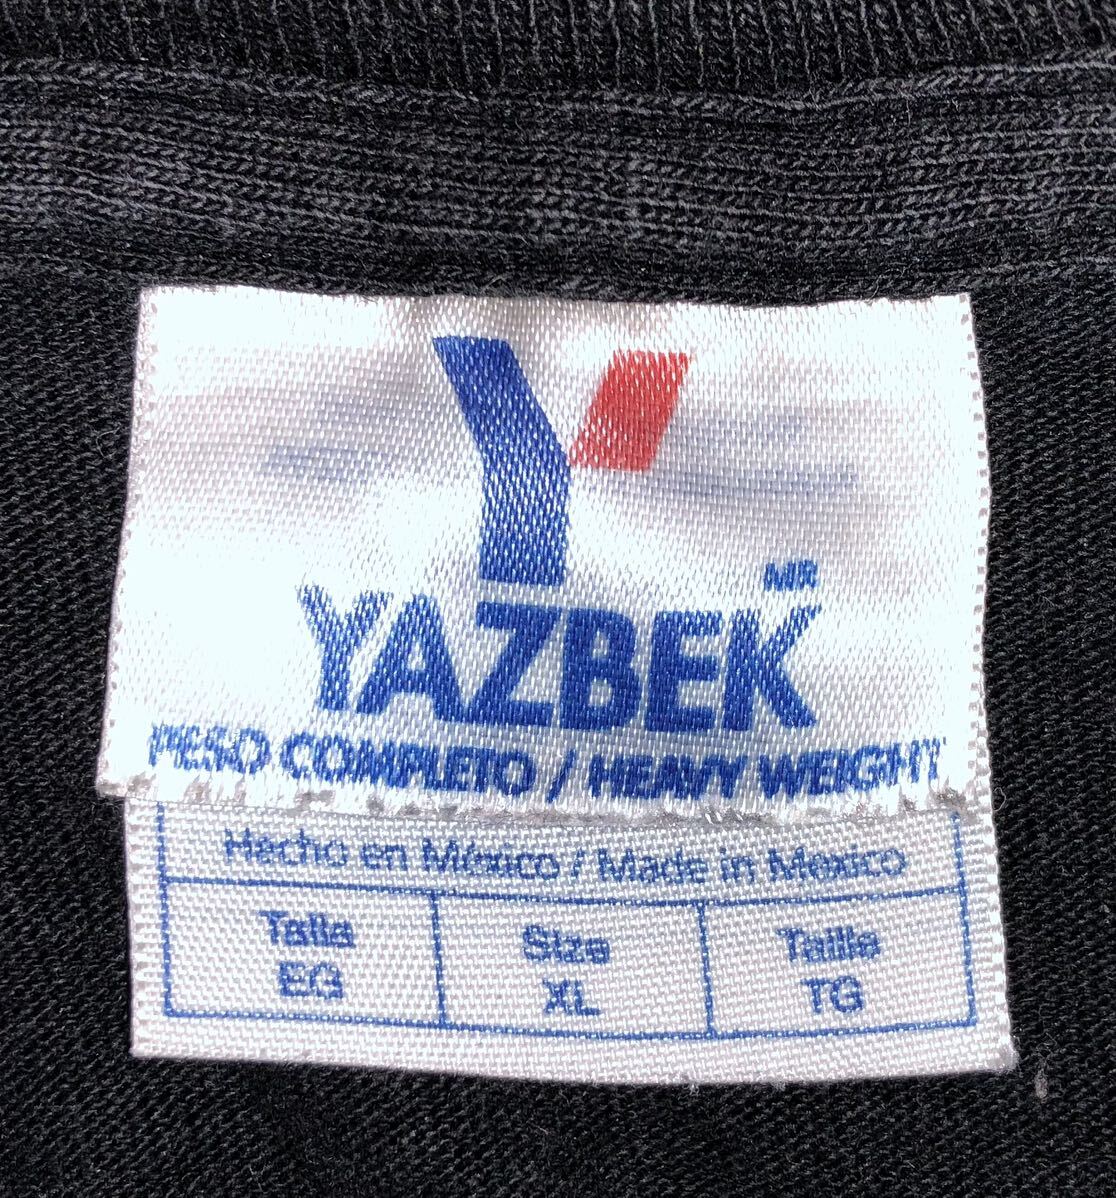 Y
MR
YAZBEK
PESO COMPLETO / HEAVY WEIGHT
Hecho en México / Made in Mexico
Talla Size Taille
EG XL TG